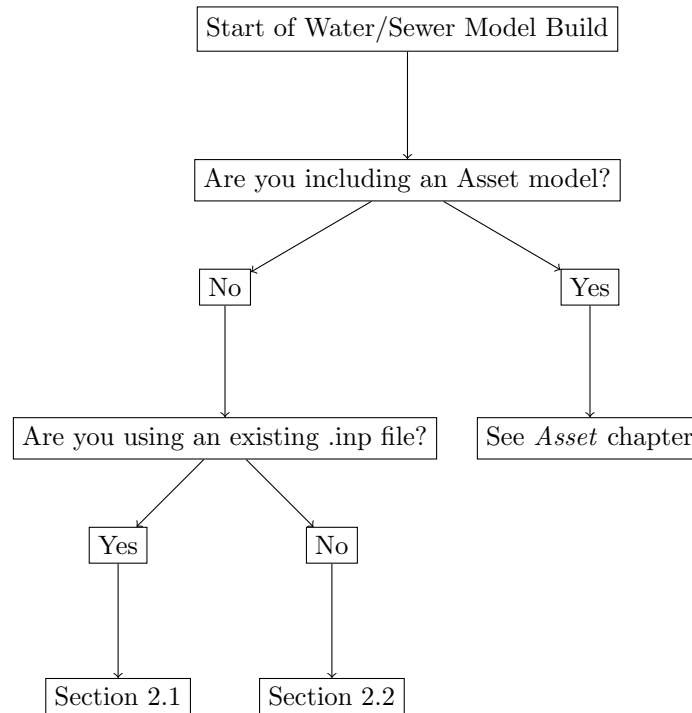 Start of Water/Sewer Model Build
Are you including an Asset model?
No
Yes
Are you using an existing .inp file?
See Asset chapter
Yes
No
Section 2.1
Section 2.2